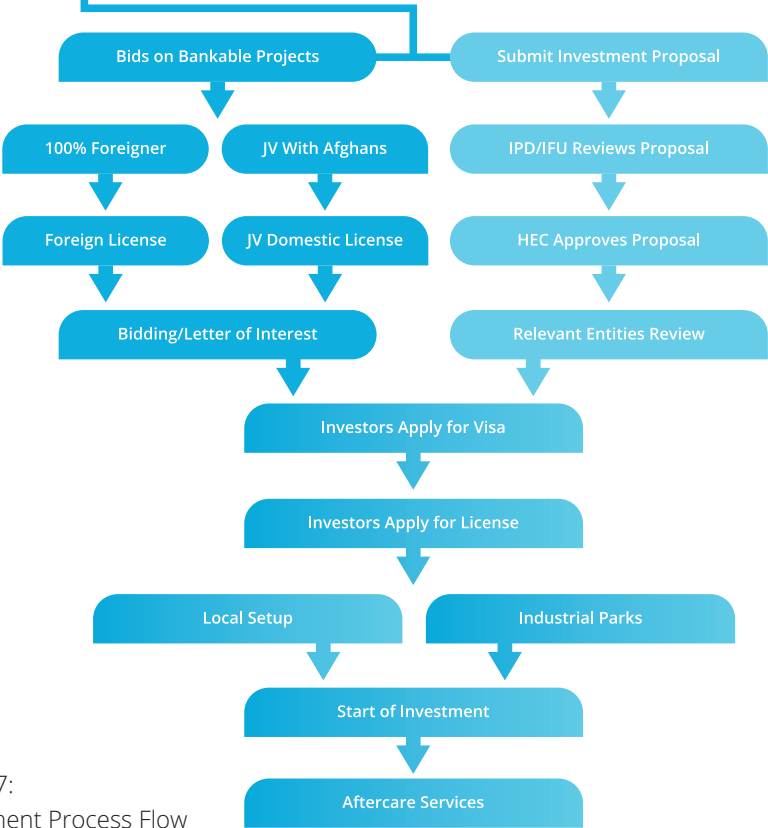 Bids on Bankable Projects
Submit Investment Proposal
100% Foreigner
JV With Afghans
IPD/IFU Reviews Proposal
Foreign License
JV Domestic License
HEC Approves Proposal
Bidding/Letter of Interest
Relevant Entities Review
Investors Apply for Visa
Investors Apply for License
Local Setup
Industrial Parks
Start of Investment
Aftercare Services
7:
Process Flow